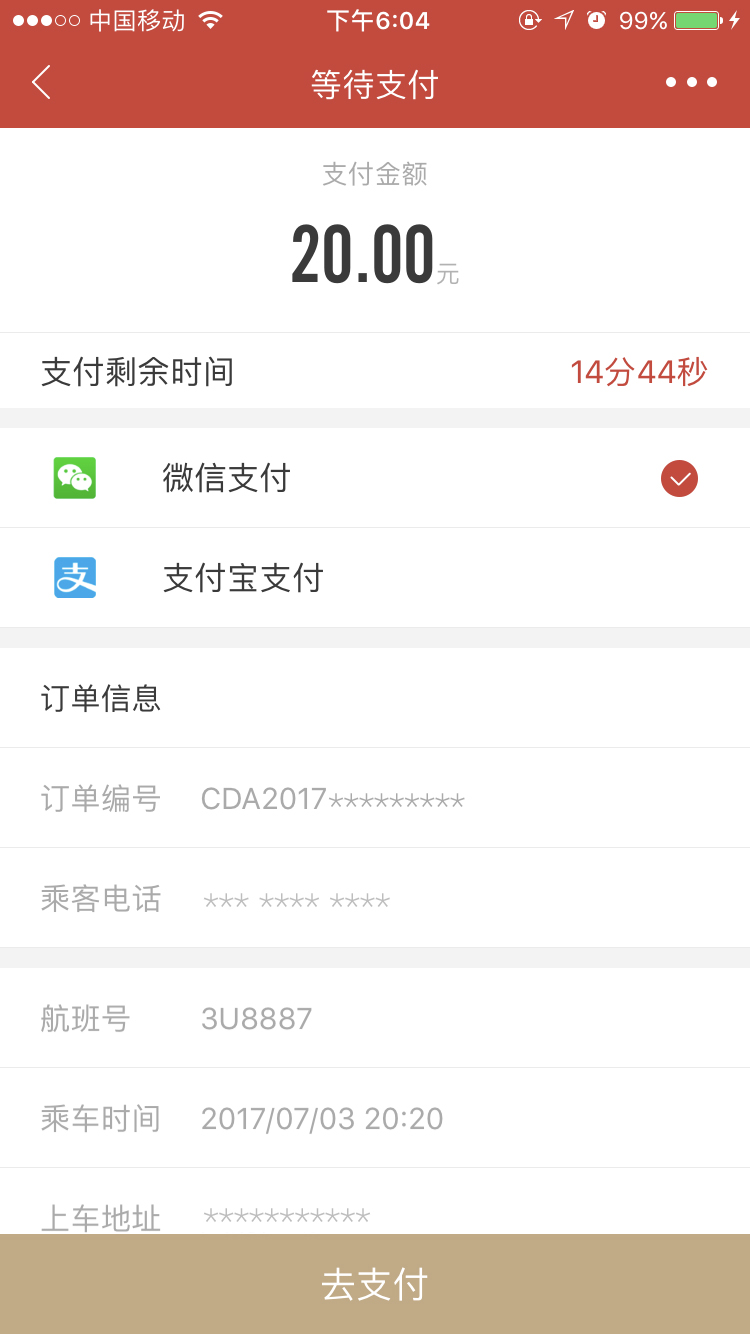 中国移动 下午6:04 99%
等待支付
支付金额
20.00元
支付剩余时间 14分44秒
微信支付
支 支付宝支付
订单信息
订单编号 CDA2017*********
乘客电话 *** **** ****
航班号 3U8887
乘车时间 2017/07/03 20:20
上车地址 ***********
去支付